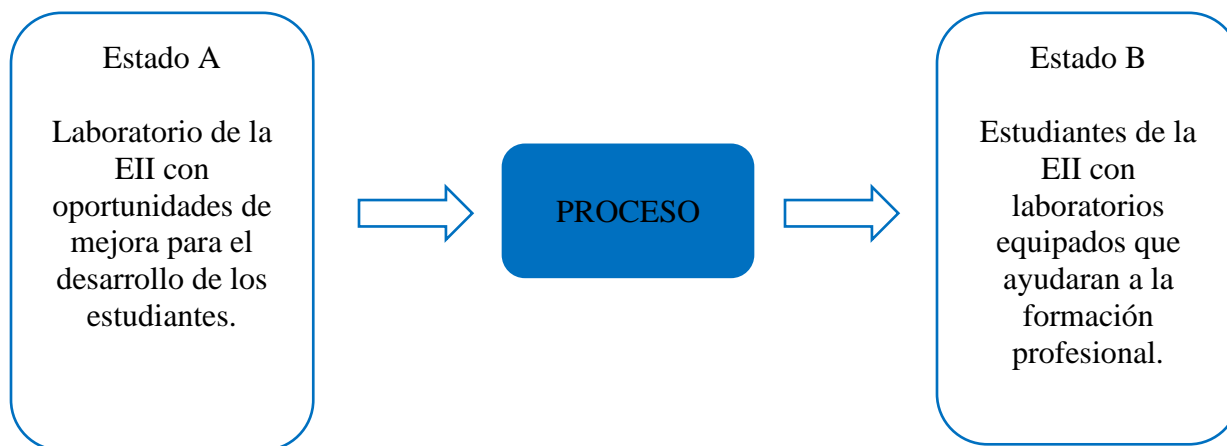 Estado A
Laboratorio de la
EII con
oportunidades de
mejora para el
desarrollo de los
estudiantes.
PROCESO
Estado B
Estudiantes de la
EII con
laboratorios
equipados que
ayudaran a la
formación
profesional.